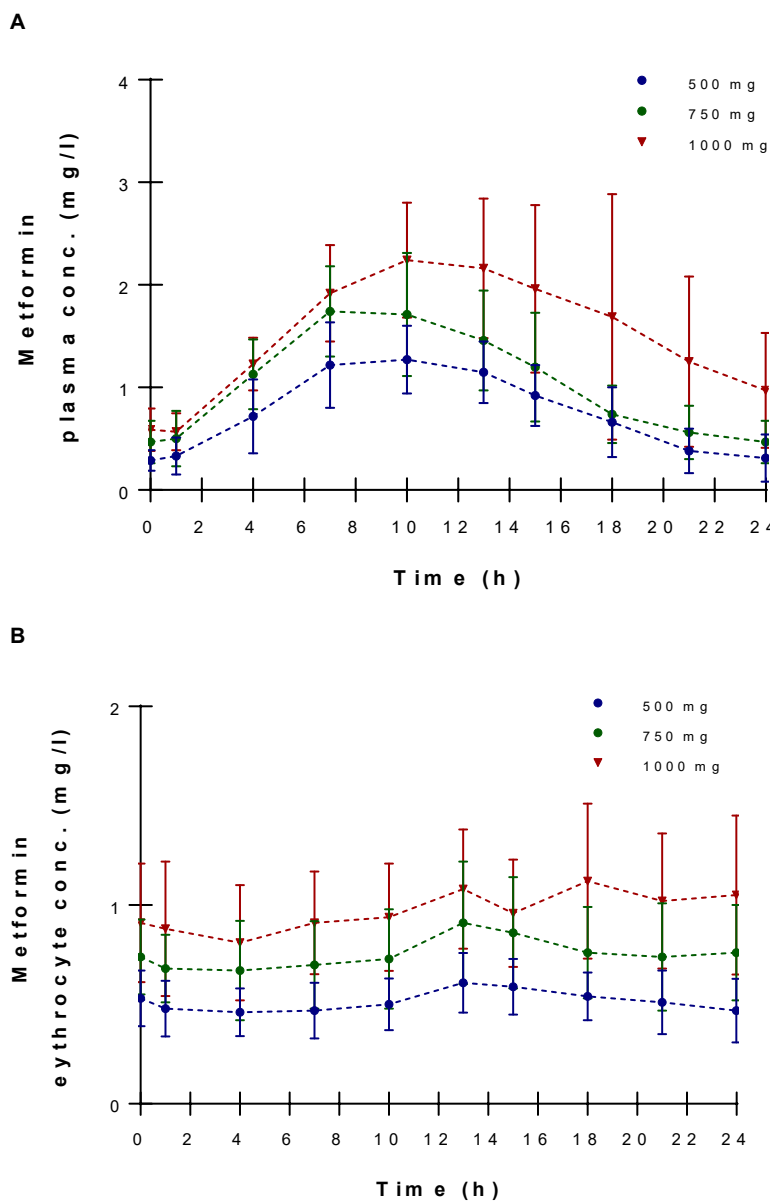 A
4
3
2
1
0
500 mg
750 mg
1000 mg
Metformin
plasma conc. (mg/l)
0 2 4 6 8 10 12 14 16 18 20 22 24
Time (h)
B
2
1
0
500 mg
750 mg
1000 mg
Metformin
eythrocyte conc. (mg/l)
0 2 4 6 8 10 12 14 16 18 20 22 24
Time (h)